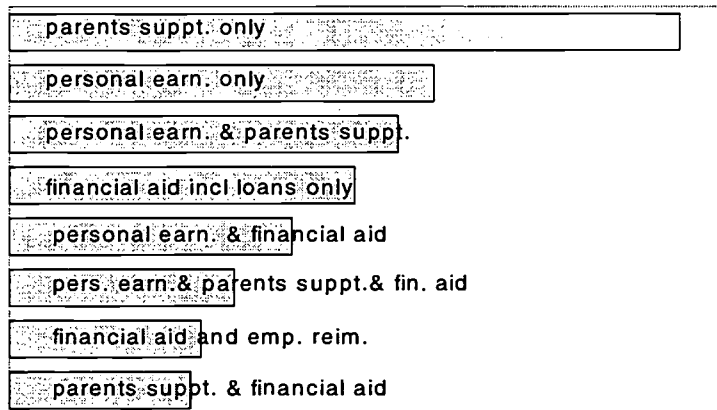 parents suppt. only
personal earn. only
personal earn. & parents suppt.
financial aid incl loans only
personal earn. & financial aid
pers. earn.& parents suppt.& fin. aid
financial aid and emp. reim.
parents suppt. & financial aid